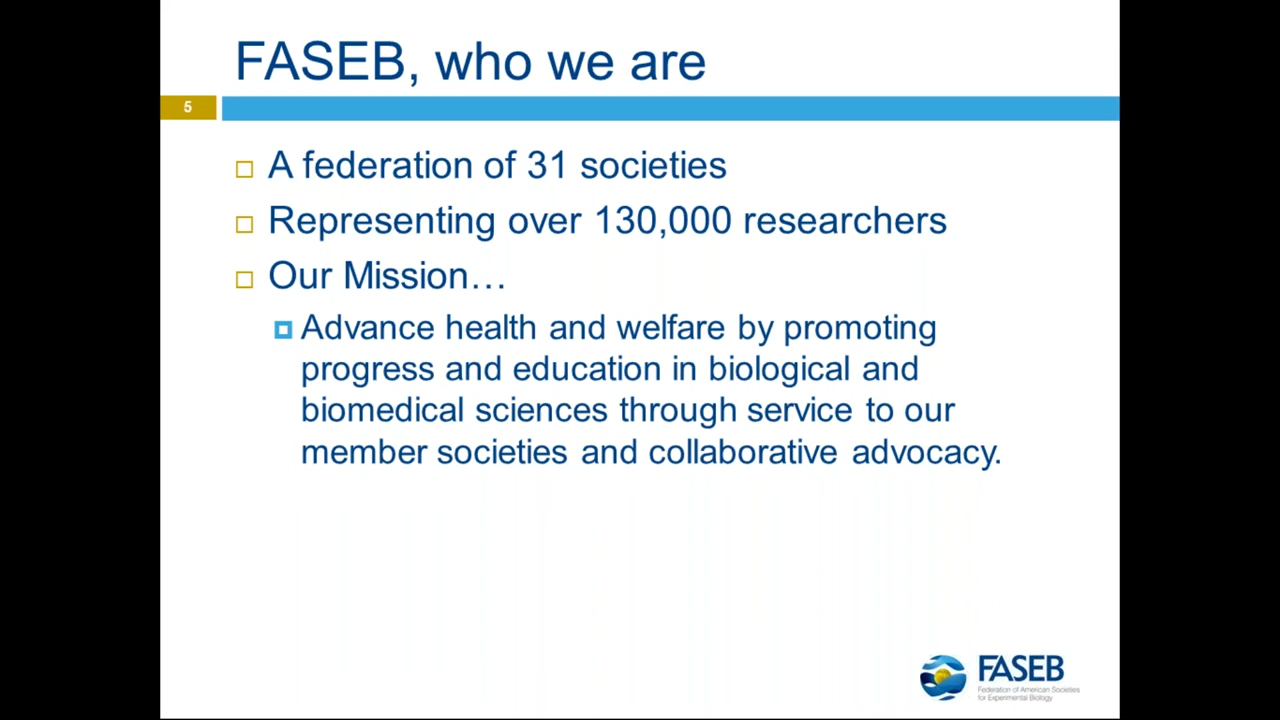 FASEB, who we are
5
A federation of 31 societies
Representing over 130,000 researchers
Our Mission…
Advance health and welfare by promoting
progress and education in biological and
biomedical sciences through service to our
member societies and collaborative advocacy.
FASEB
Federation of American Societies
for Experimental Biology